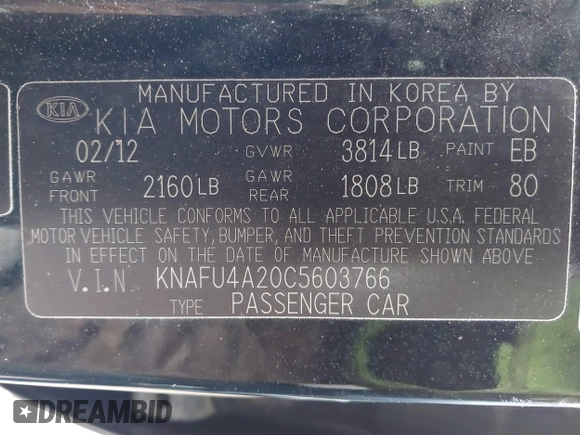 MANUFACTURED IN KOREA BY
KIA KIA MOTORS CORPORATION
02/12 GVWR 3814 LB PAINT EB
GAWR FRONT 2160 LB GAWR REAR 1808 LB TRIM 80
THIS VEHICLE CONFORMS TO ALL APPLICABLE U.S.A. FEDERAL
MOTOR VEHICLE SAFETY, BUMPER, AND THEFT PREVENTION STANDARDS
IN EFFECT ON THE DATE OF MANUFACTURE SHOWN ABOVE.
V.I.N KNAFU4A20C5603766
TYPE PASSENGER CAR
DREAMBID